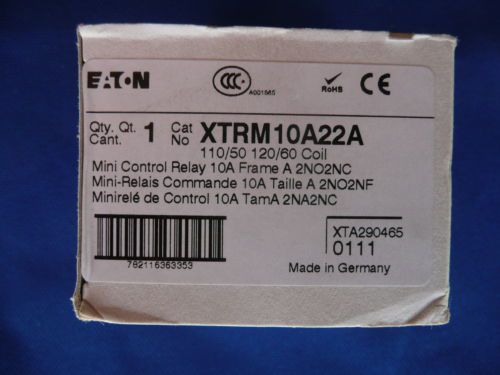 EATON
CCC
A001665
RoHS
CE
Qty. Qt. Cant. 1 Cat No XTRM10A22A
110/50 120/60 Coil
Mini Control Relay 10A Frame A 2NO2NC
Mini-Relais Commande 10A Taille A 2NO2NF
Minirelé de Control 10A TamA 2NA2NC
782116363353
XTA290465
0111
Made in Germany